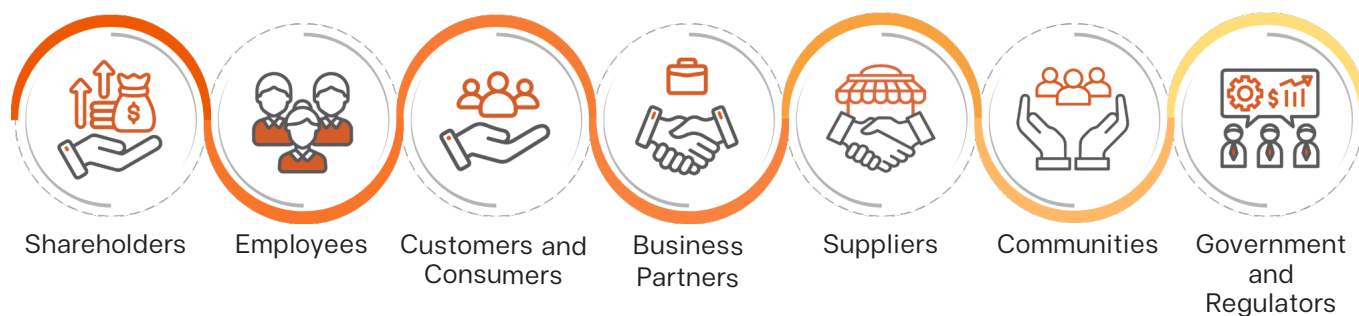 $
$
Shareholders
Employees
Customers and
Consumers
Business
Partners
Suppliers
Communities
Government
and
Regulators